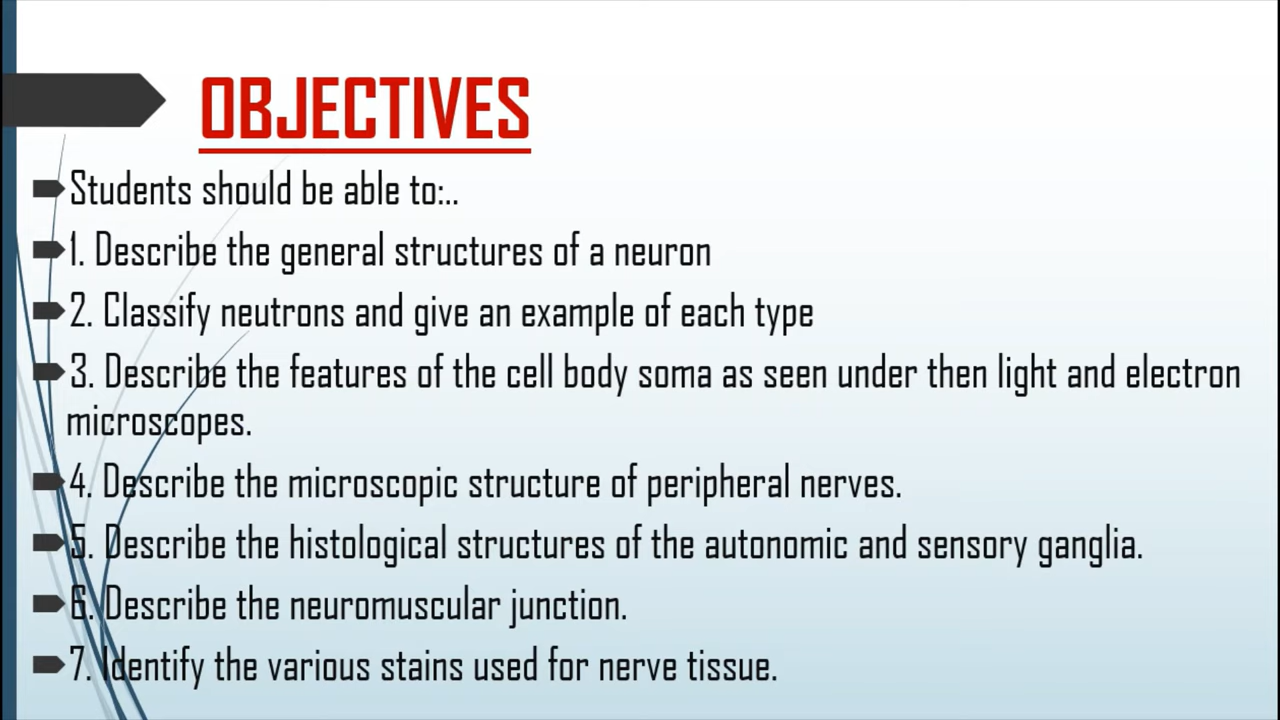 OBJECTIVES
Students should be able to:..
1. Describe the general structures of a neuron
2. Classify neutrons and give an example of each type
3. Describe the features of the cell body soma as seen under then light and electron
microscopes.
4. Describe the microscopic structure of peripheral nerves.
5. Describe the histological structures of the autonomic and sensory ganglia.
6. Describe the neuromuscular junction.
7. Identify the various stains used for nerve tissue.